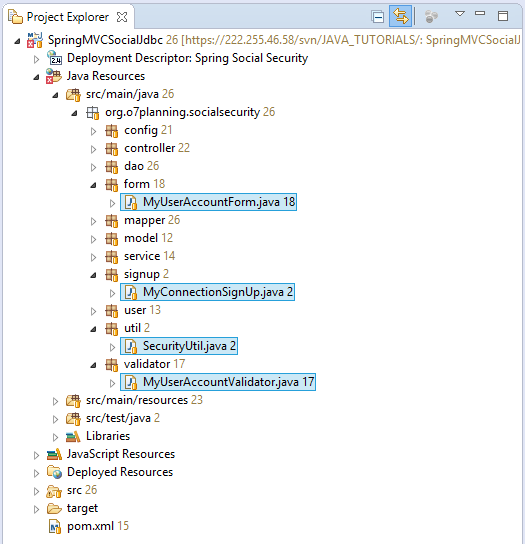 Project Explorer
SpringMVCSocialJdbc 26 [https://222.255.46.58/svn/JAVA_TUTORIALS/: SpringMVCSocialJ
Deployment Descriptor: Spring Social Security
Java Resources
src/main/java 26
org.o7planning.socialsecurity 26
config 21
controller 22
dao 26
form 18
MyUserAccountForm.java 18
mapper 26
model 12
service 14
signup 2
MyConnectionSignUp.java 2
user 13
util 2
SecurityUtil.java 2
validator 17
MyUserAccountValidator.java 17
src/main/resources 23
src/test/java 2
Libraries
JavaScript Resources
Deployed Resources
src 26
target
pom.xml 15